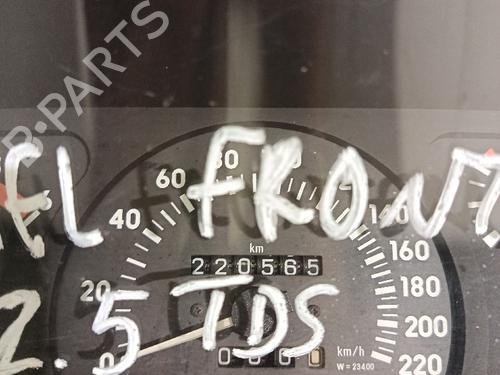 B-PARTS
EL FRONT
60 80
40 140
km
20 160
220565
2.5 TDS
180
200
0 000 km/h
W = 23400
220